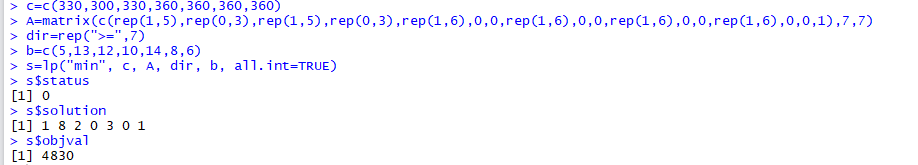 > c=c(330,300,330,360,360,360,360)
> A=matrix(c(rep(1,5),rep(0,3),rep(1,5),rep(0,3),rep(1,6),0,0,rep(1,6),0,0,rep(1,6),0,0,rep(1,6),0,0,1),7,7)
> dir=rep(">=",7)
> b=c(5,13,12,10,14,8,6)
> s=lp("min", c, A, dir, b, all.int=TRUE)
> s$status
[1] 0
> s$solution
[1] 1 8 2 0 3 0 1
> s$objval
[1] 4830